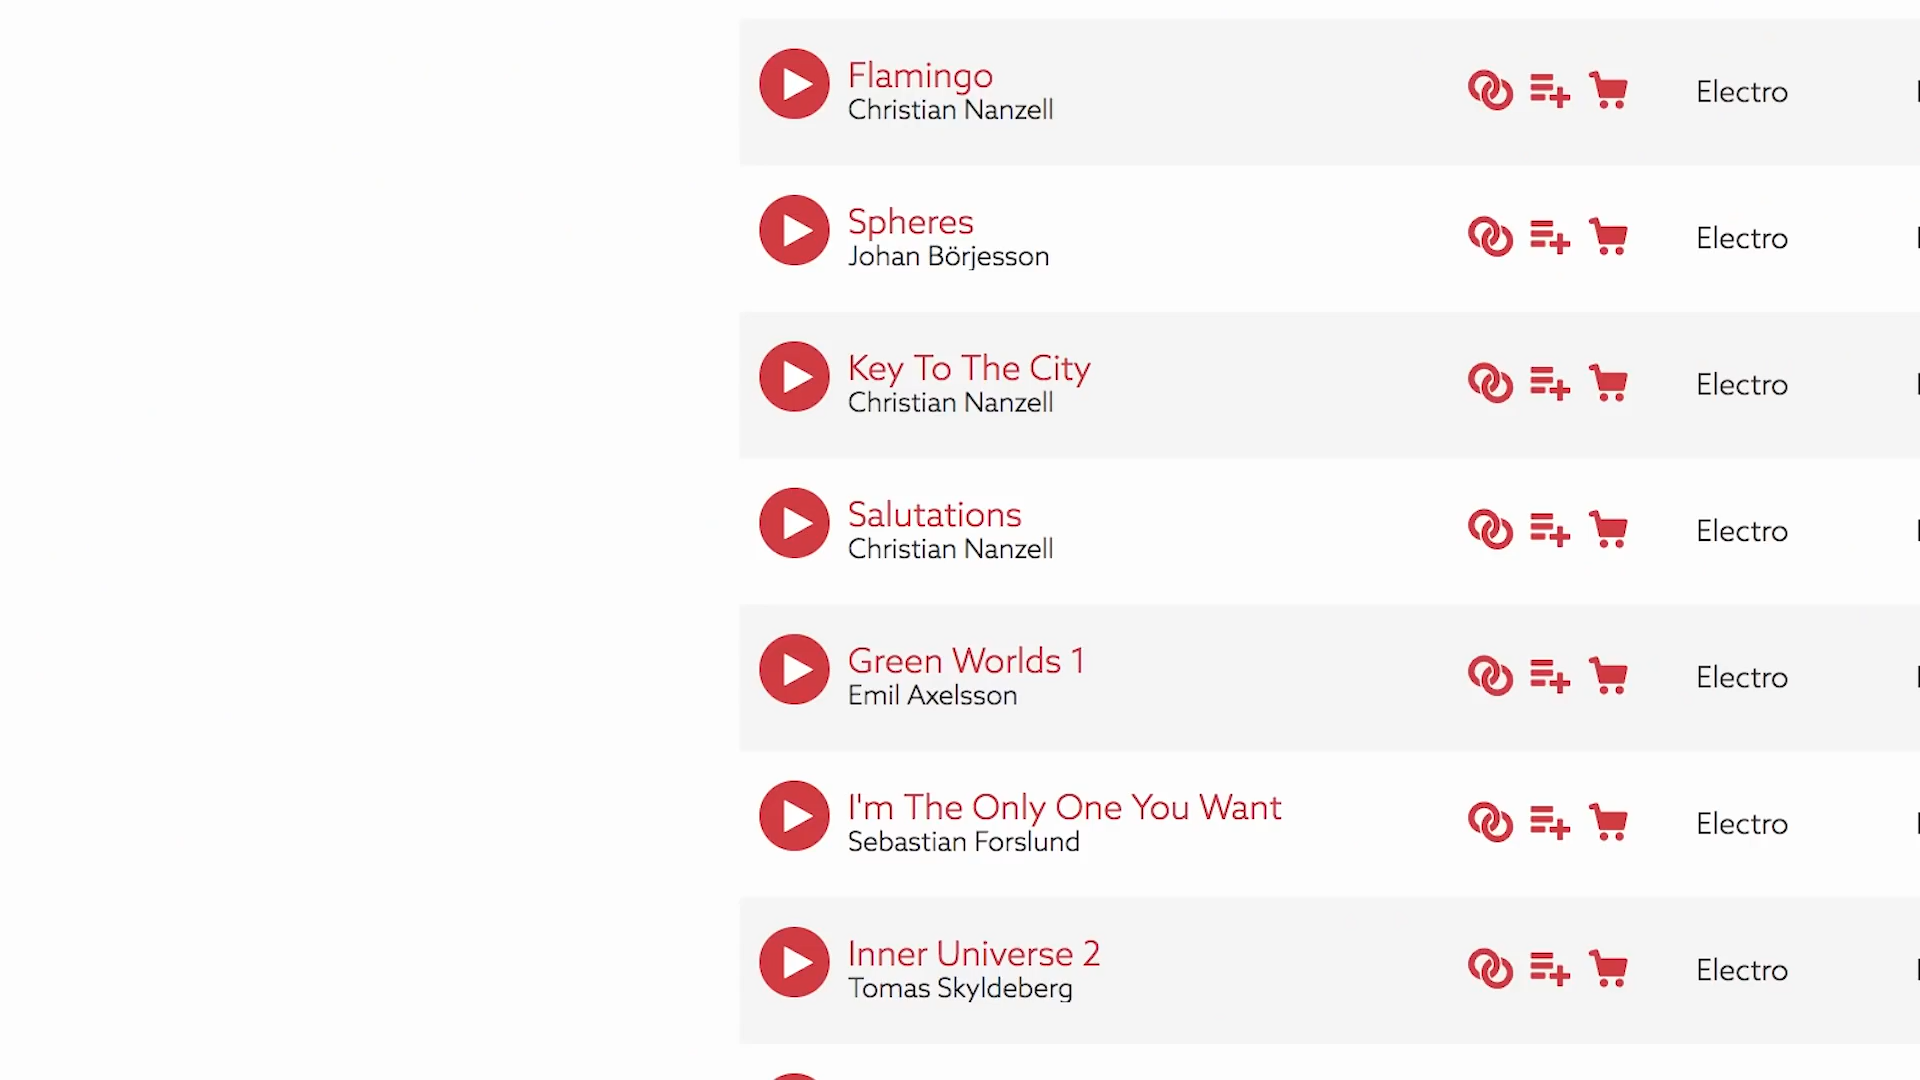 Flamingo
Christian Nanzell
Electro
Spheres
Johan Börjesson
Electro
Key To The City
Christian Nanzell
Electro
Salutations
Christian Nanzell
Electro
Green Worlds 1
Emil Axelsson
Electro
I'm The Only One You Want
Sebastian Forslund
Electro
Inner Universe 2
Tomas Skyldeberg
Electro